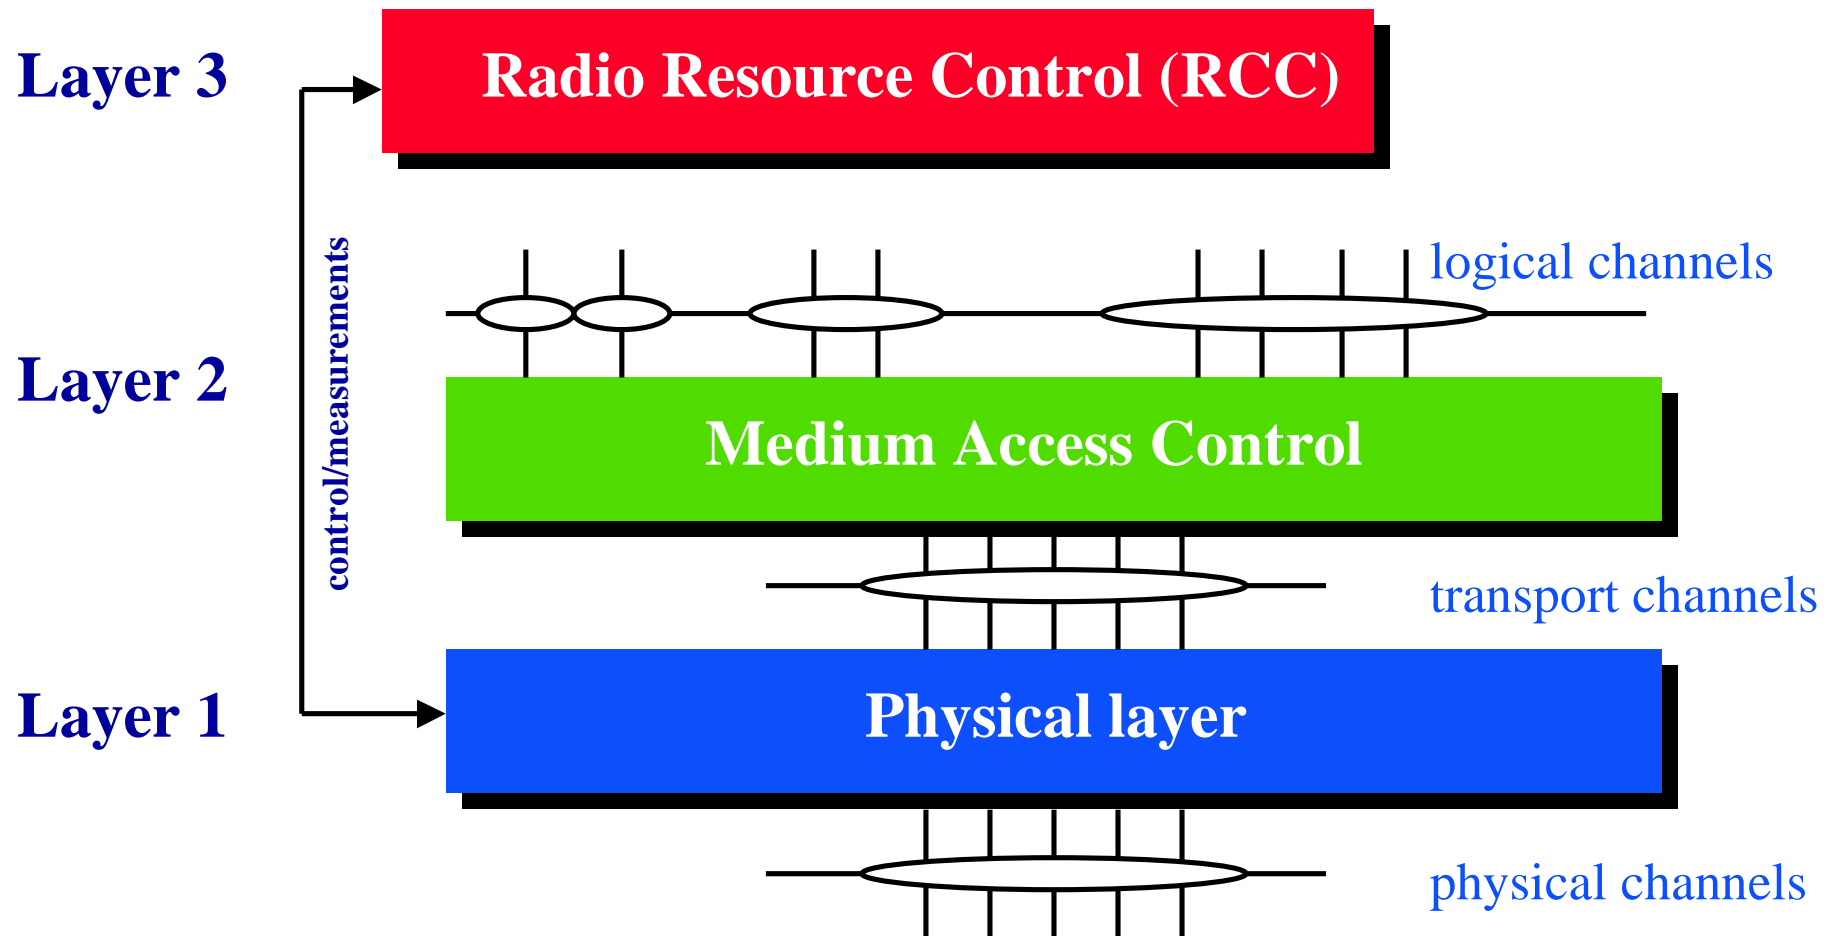 Layer 3
Radio Resource Control (RCC)
control/measurements
logical channels
Layer 2
Medium Access Control
transport channels
Layer 1
Physical layer
physical channels